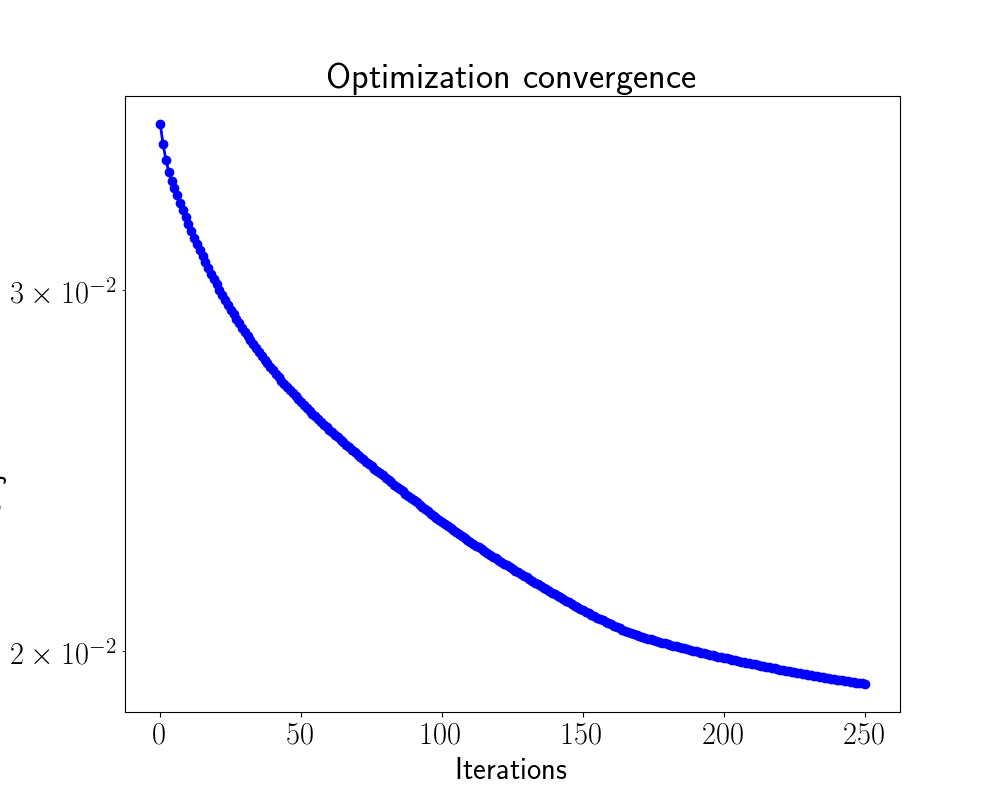 Optimization convergence
3 × 10⁻²
2 × 10⁻²
0 50 100 150 200 250
Iterations